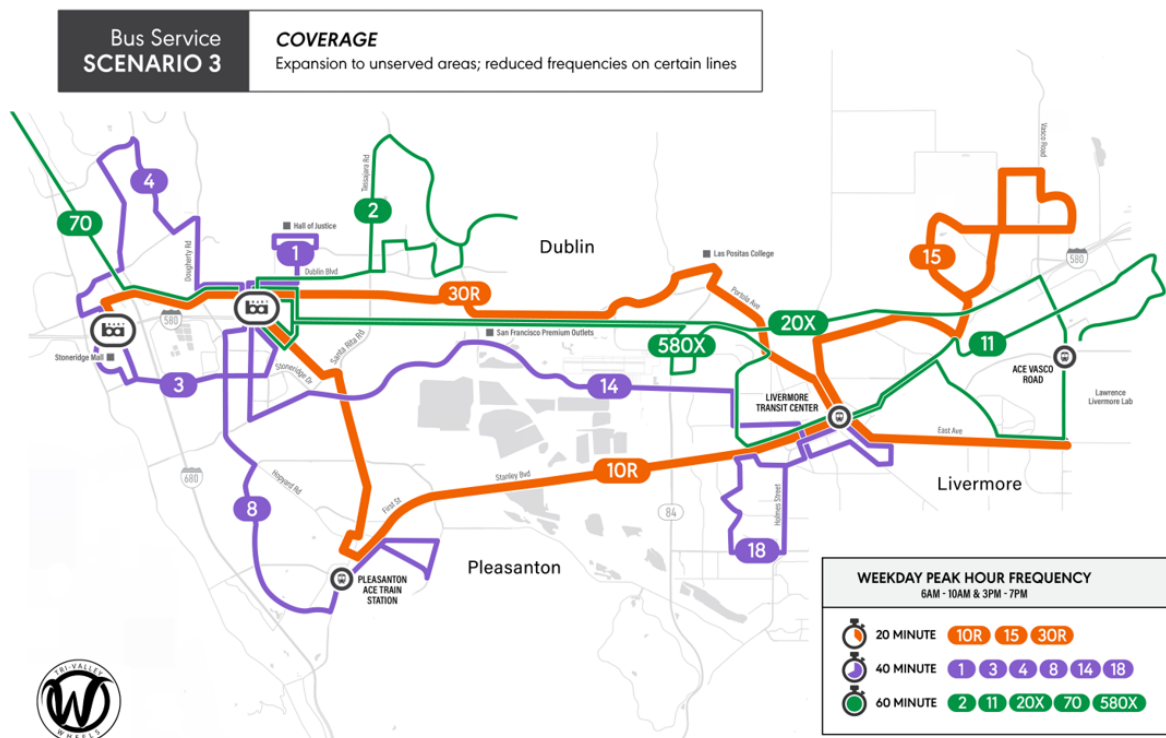 Bus Service
SCENARIO 3
COVERAGE
Expansion to unserved areas; reduced frequencies on certain lines
Vasco Road
4
Tassajara Rd
70
2
Hall of Justice
1
Dougherty Rd
Dublin
Las Positas College
15
580
Dublin Blvd
30R
Portola Ave
BART
ba
580
BART
ba
Stoneridge Mall
San Francisco Premium Outlets
20X
580X
11
Santa Rita Rd
Stoneridge Dr
3
14
ACE VASCO
ROAD
LIVERMORE
TRANSIT CENTER
Lawrence
Livermore Lab
East Ave
680
Hopyard Rd
10R
Stanley Bvd
Livermore
8
First St
84
Holmes Street
18
Pleasanton
PLEASANTON
ACE TRAIN
STATION
WEEKDAY PEAK HOUR FREQUENCY
6AM - 10AM & 3PM - 7PM
20 MINUTE 10R 15 30R
40 MINUTE 1 3 4 8 14 18
60 MINUTE 2 11 20X 70 580X
TRI-VALLEY
W
WHEELS